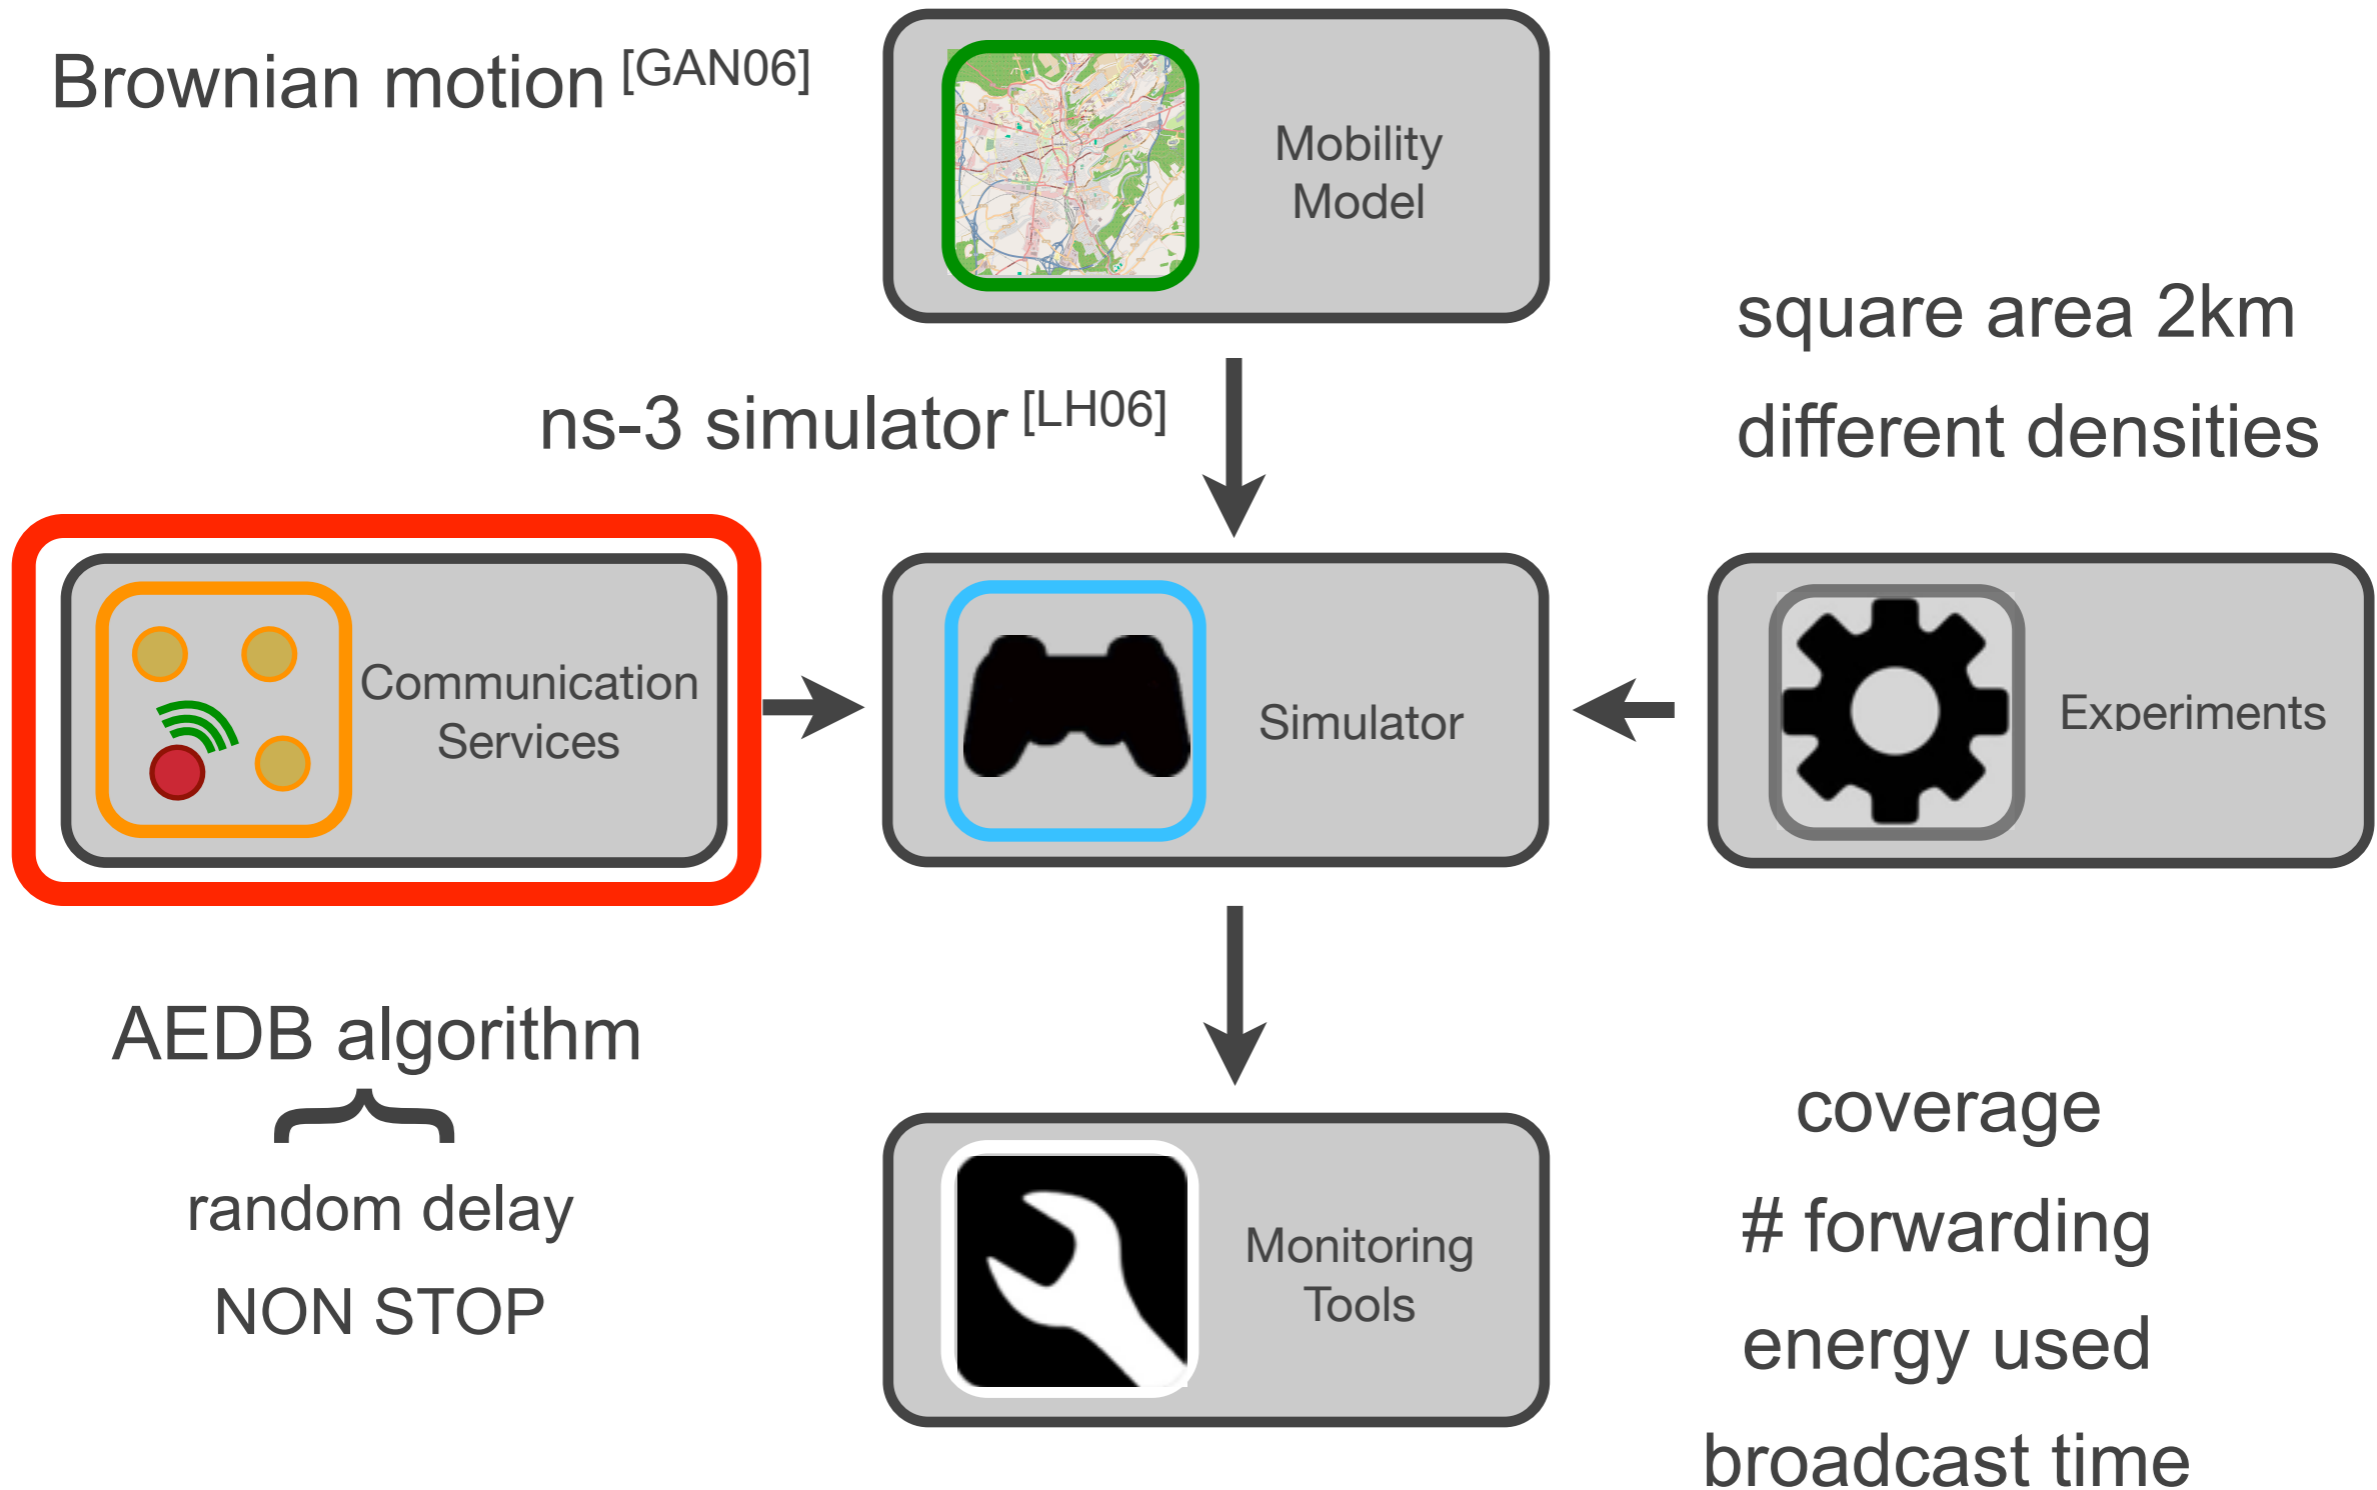 Brownian motion [GAN06]
Mobility
Model
square area 2km
different densities
ns-3 simulator [LH06]
Communication
Services
Simulator
Experiments
AEDB algorithm
random delay
NON STOP
Monitoring
Tools
coverage
# forwarding
energy used
broadcast time